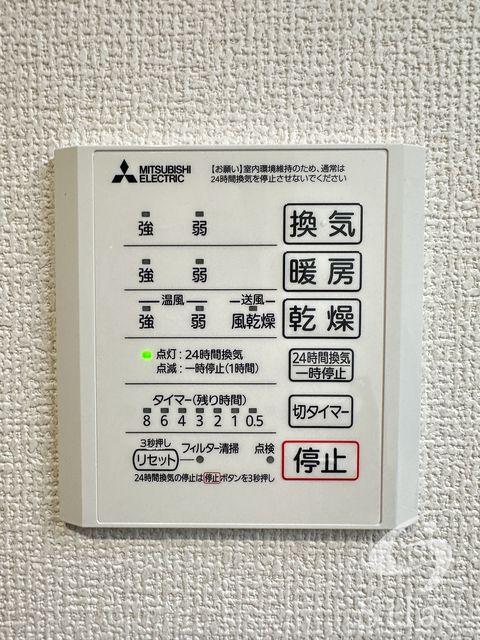 MITSUBISHI
ELECTRIC
【お願い】室内環境維持のため、通常は
24時間換気を停止させないでください
強 弱 換気
強 弱 暖房
温風 送風
強 弱 風乾燥 乾燥
点灯：24時間換気
点滅：一時停止(1時間)
24時間換気
一時停止
タイマー(残り時間)
8 6 4 3 2 1 0.5
切タイマー
3秒押し
リセット フィルター清掃 点検
停止
24時間換気の停止は停止ボタンを3秒押し